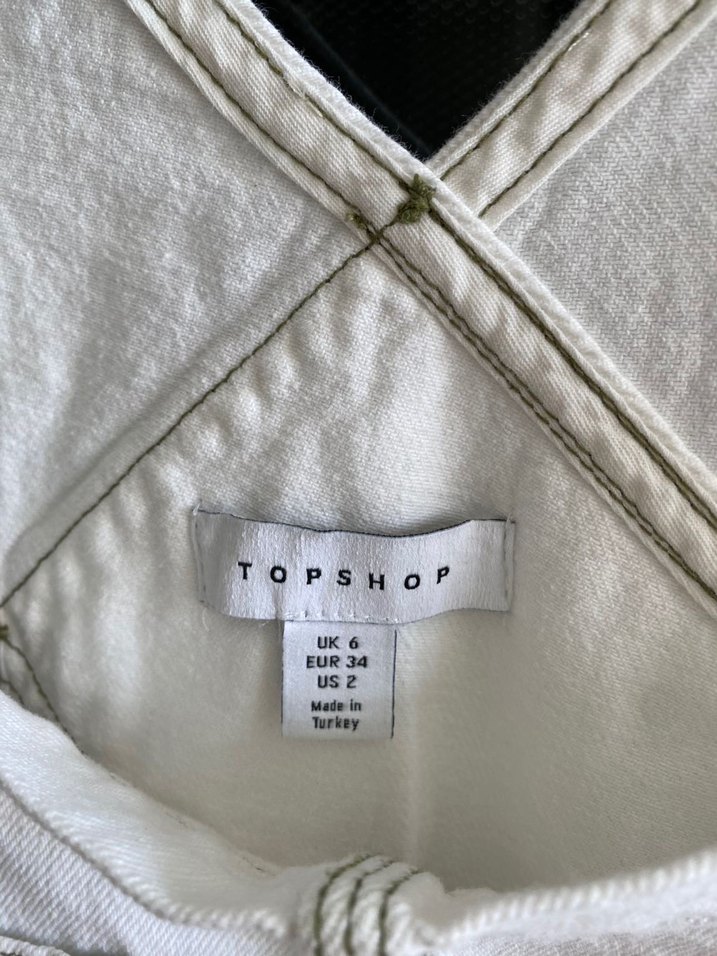 TOPSHOP
UK 6
EUR 34
US 2
Made in
Turkey